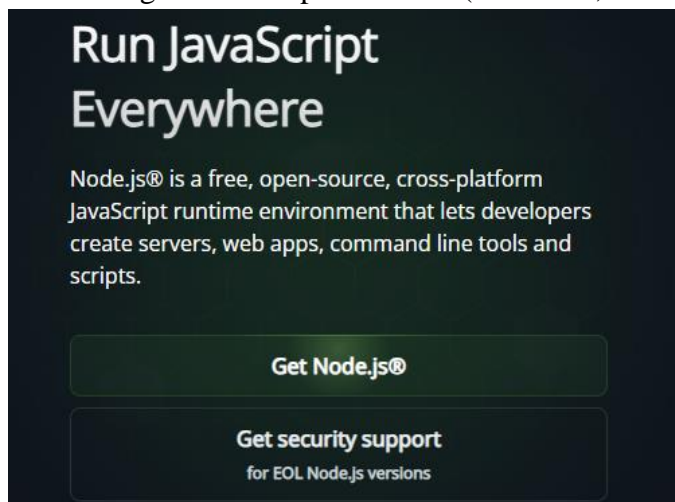 Run JavaScript
Everywhere
Node.js® is a free, open-source, cross-platform
JavaScript runtime environment that lets developers
create servers, web apps, command line tools and
scripts.
Get Node.js®
Get security support
for EOL Node.js versions